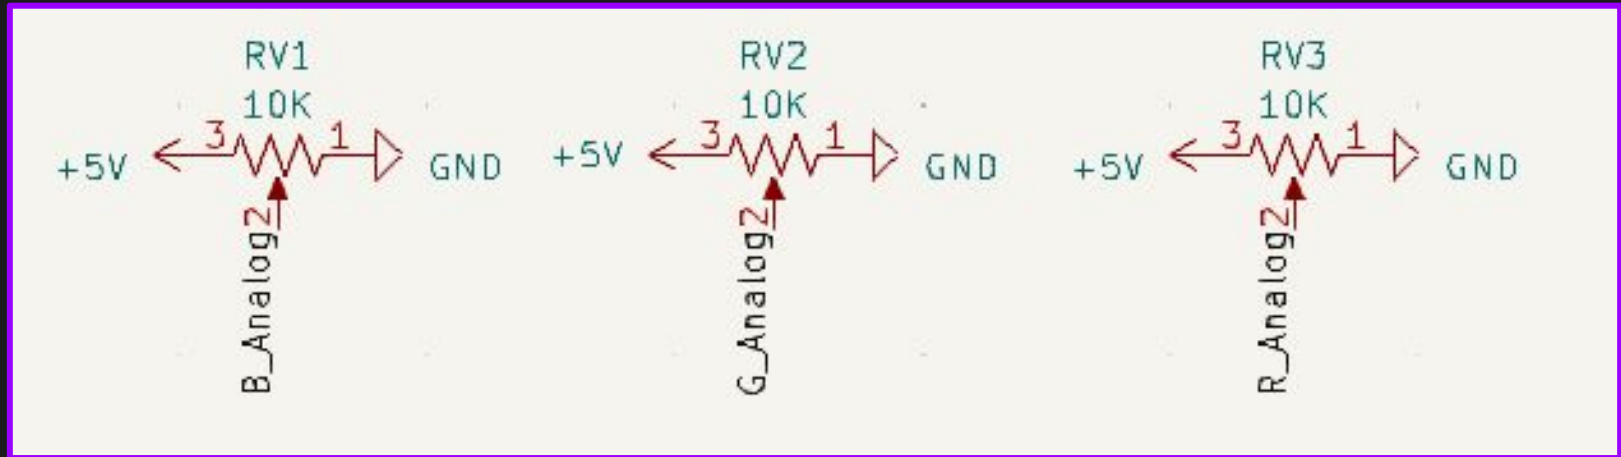 RV1
10K
+5V
3
1
GND
2
B_Analog
RV2
10K
+5V
3
1
GND
2
G_Analog
RV3
10K
+5V
3
1
GND
2
R_Analog